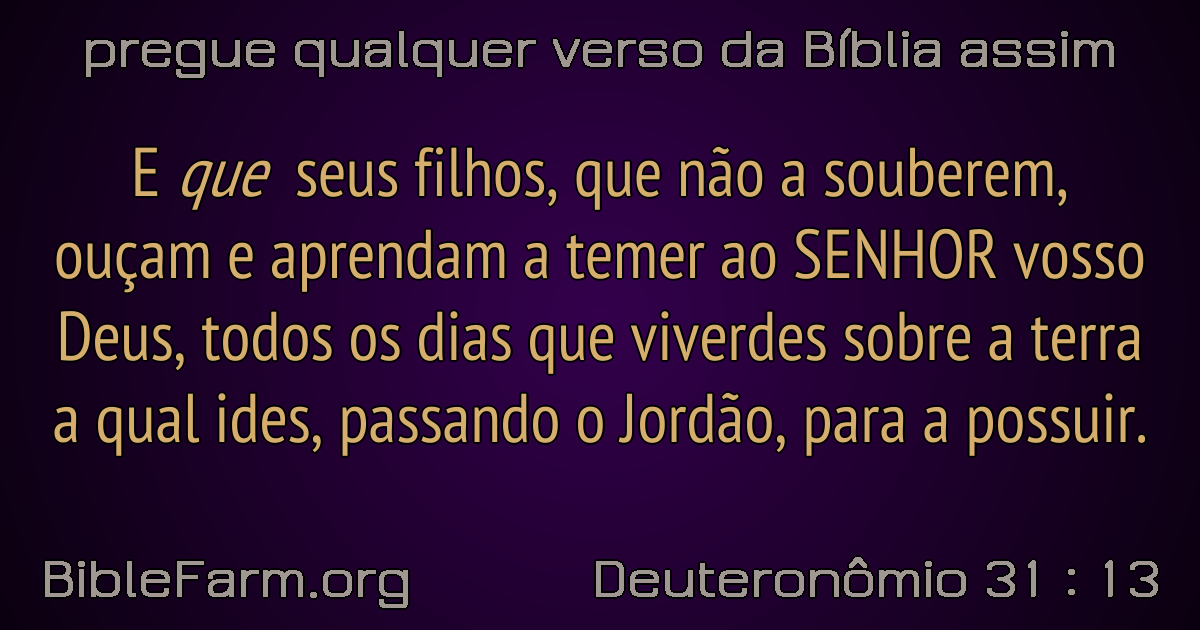 pregue qualquer verso da Bíblia assim
E que seus filhos, que não a souberem,
ouçam e aprendam a temer ao SENHOR vosso
Deus, todos os dias que viverdes sobre a terra
a qual ides, passando o Jordão, para a possuir.
BibleFarm.org
Deuteronômio 31 : 13